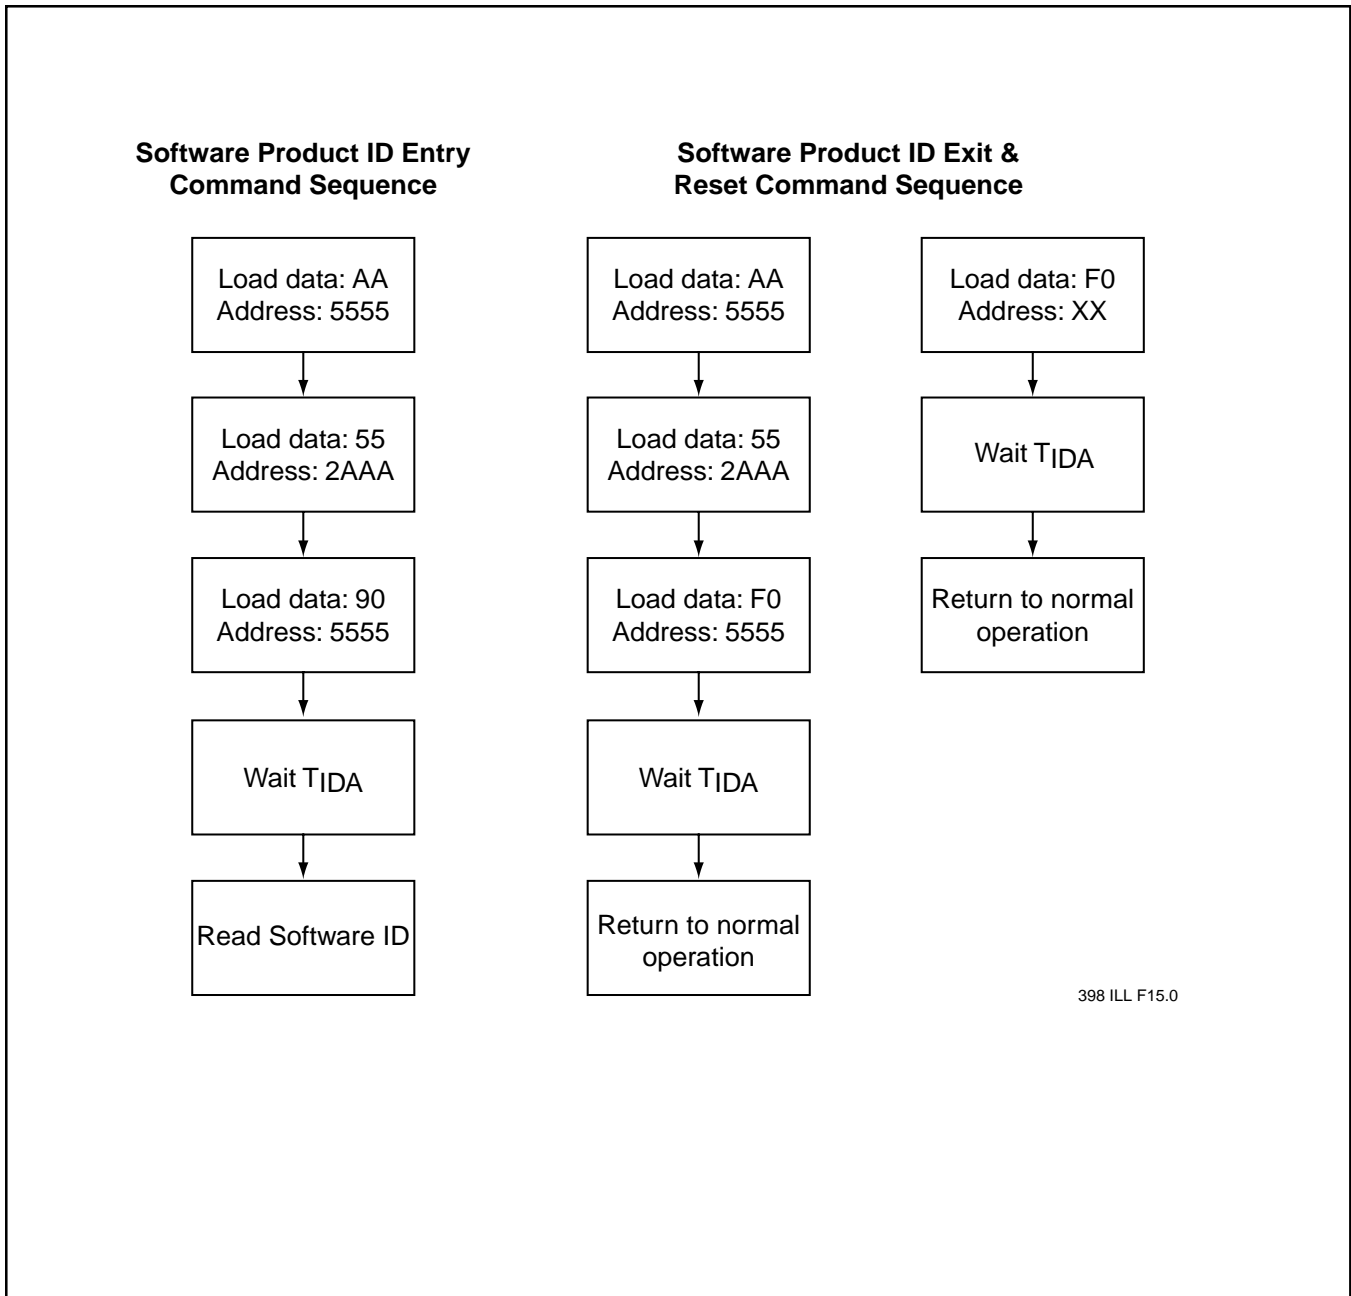 Software Product ID Entry
Command Sequence
Load data: AA
Address: 5555
Load data: 55
Address: 2AAA
Load data: 90
Address: 5555
Wait TIDA
Read Software ID
Software Product ID Exit &
Reset Command Sequence
Load data: AA
Address: 5555
Load data: 55
Address: 2AAA
Load data: F0
Address: 5555
Wait TIDA
Return to normal
operation
Load data: F0
Address: XX
Wait TIDA
Return to normal
operation
398 ILL F15.0